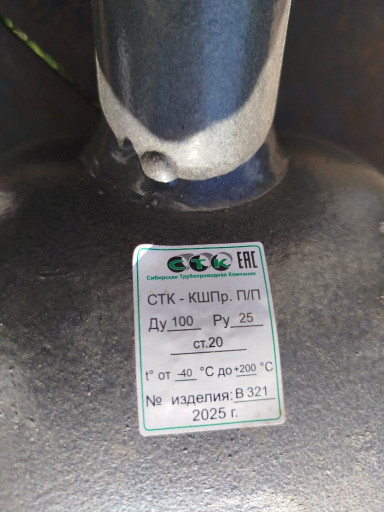 СТК ЕАС
Сибирская Трубопроводная Компания
СТК - КШПр. П/П
Ду 100 Ру 25
ст.20
t° от -40 °С до +200 °С
№ изделия: В 321
2025 г.